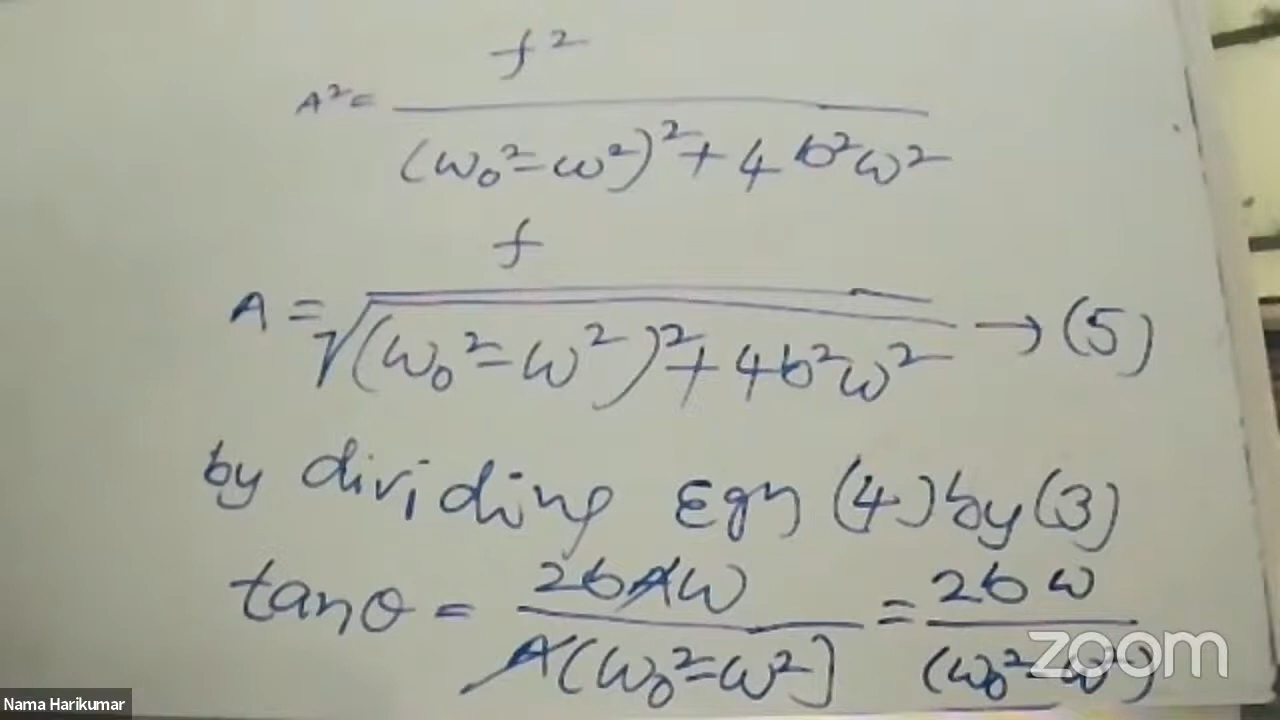 A² = f² / (ω₀² - ω²)² + 4b²ω²
A = f / √(ω₀² - ω²)² + 4b²ω² → (5)
by dividing Eqn (4) by (3)
tanθ = 2bAω / A(ω₀² - ω²) = 2bω / (ω₀² - ω²)
zoom
Nama Harikumar